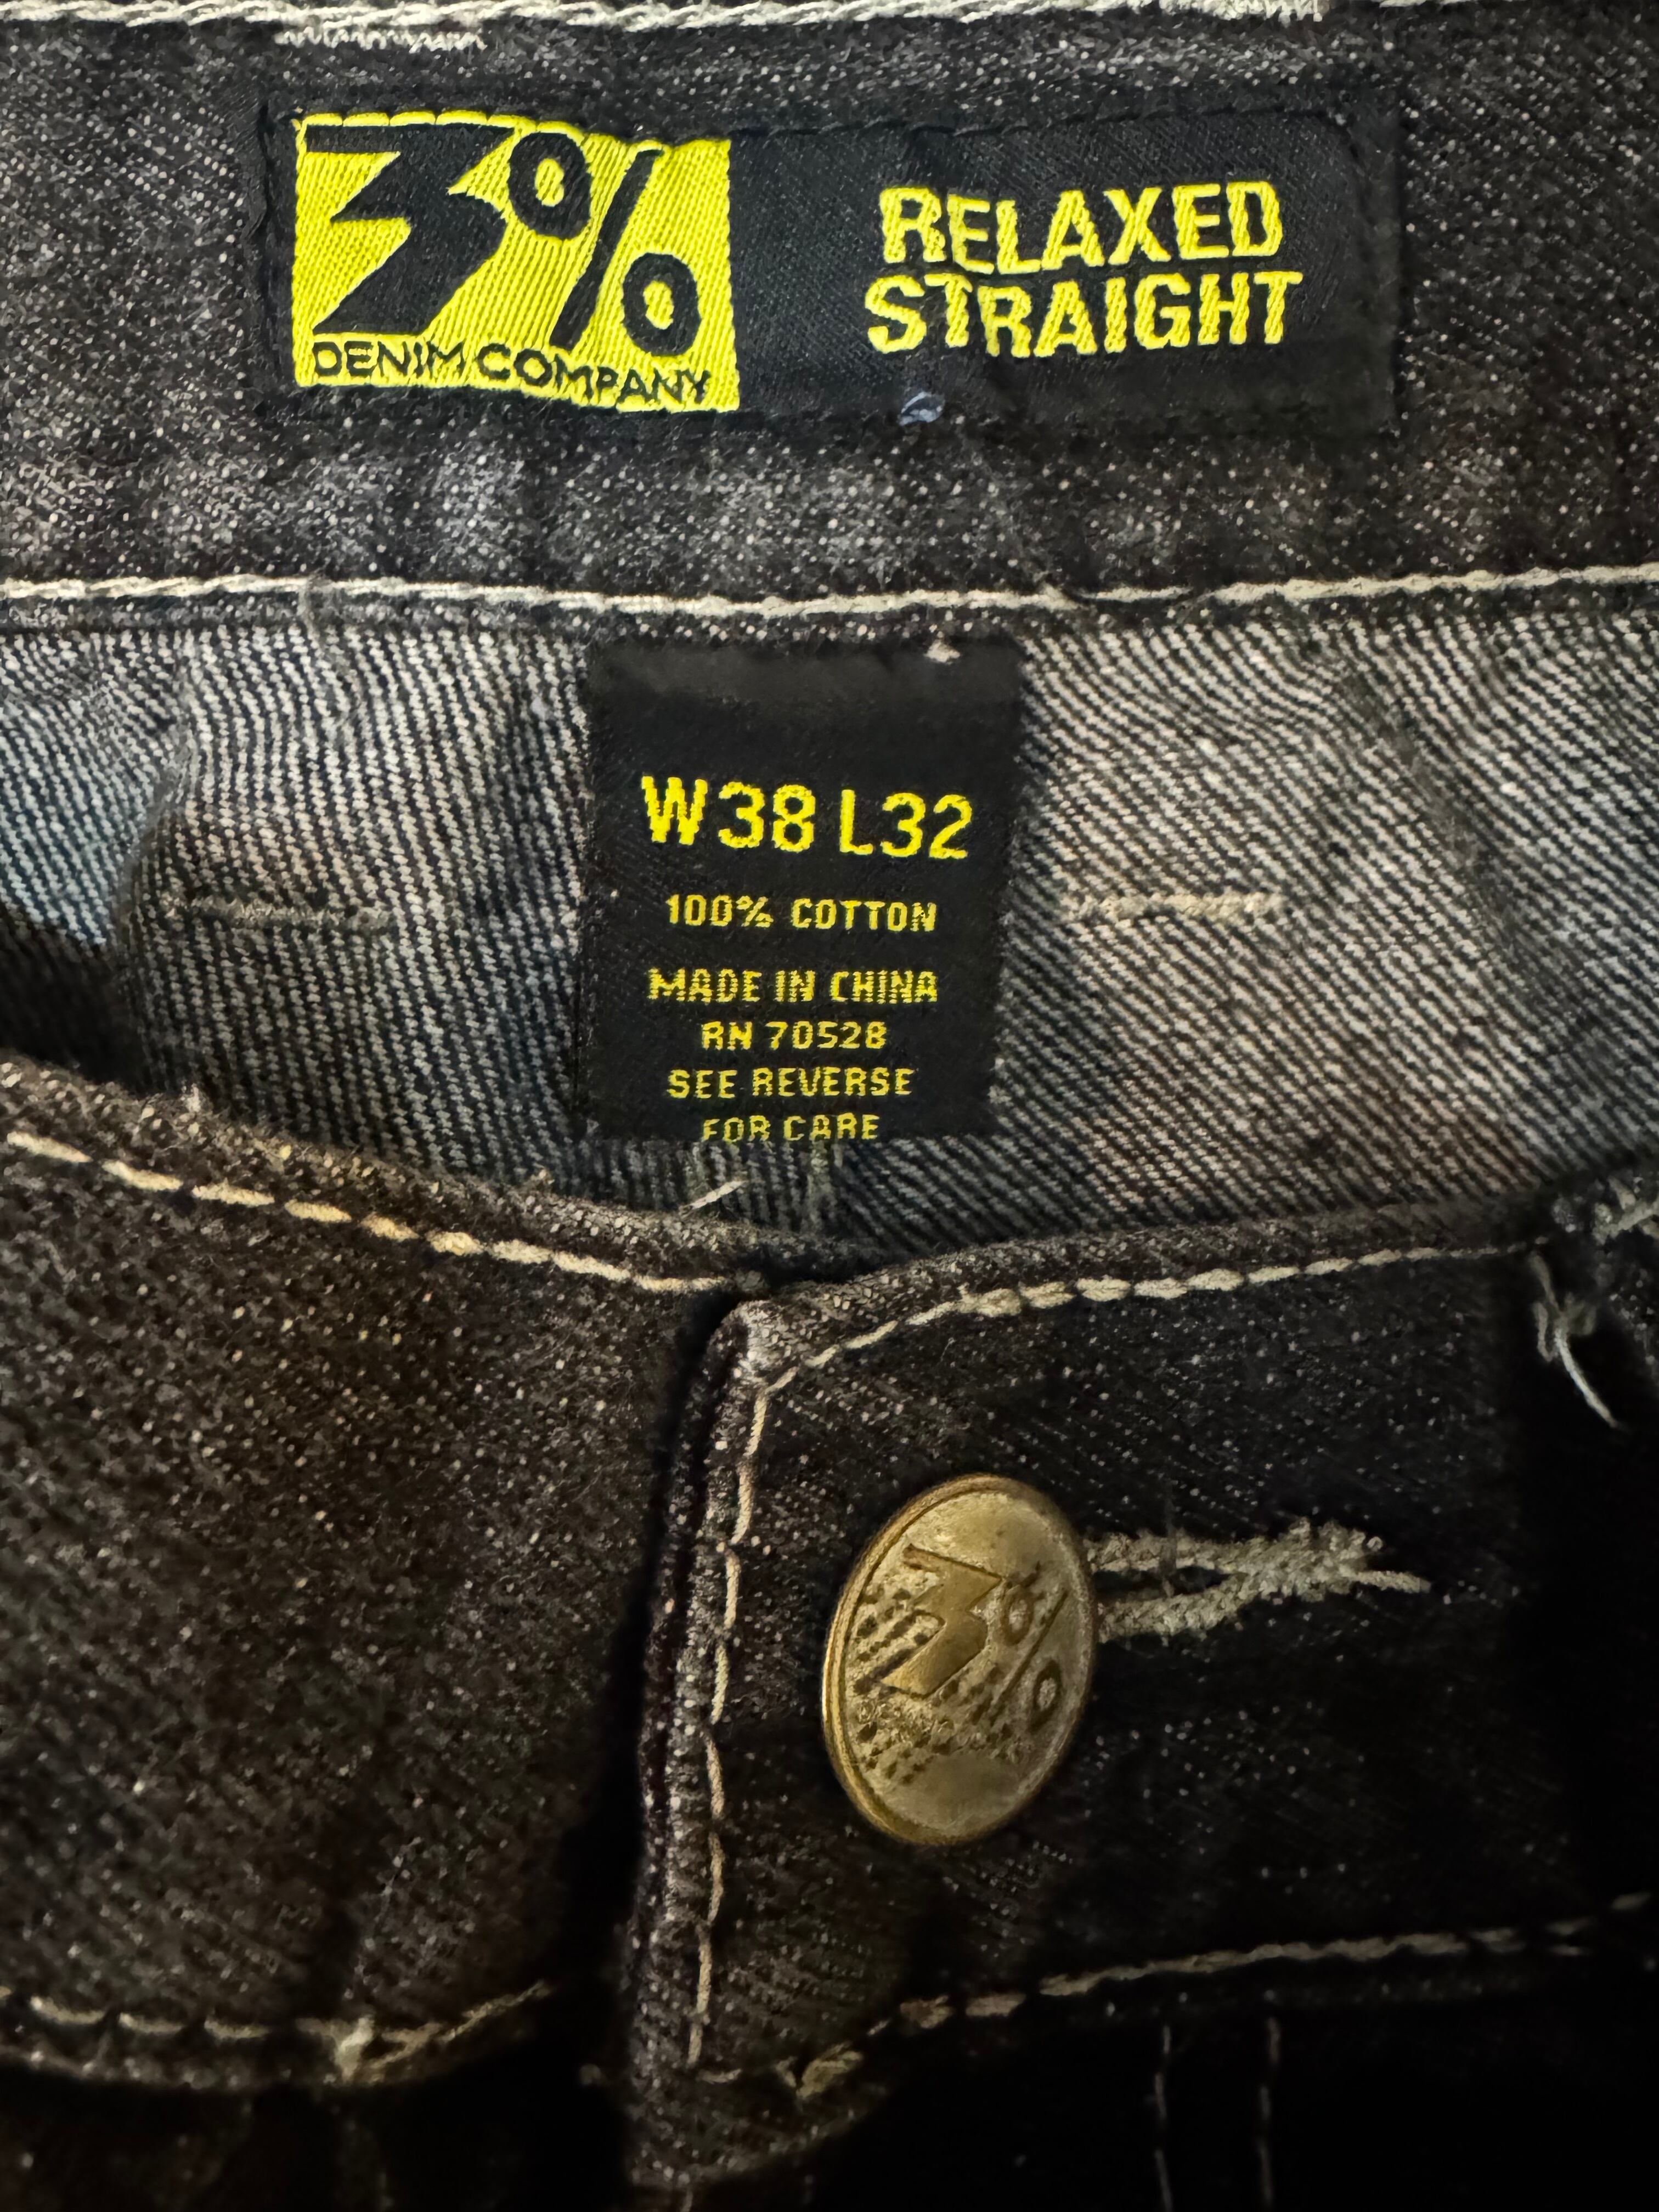 3%
DENIM COMPANY
RELAXED
STRAIGHT
W38 L32
100% COTTON
MADE IN CHINA
RN 70528
SEE REVERSE
FOR CARE
3%